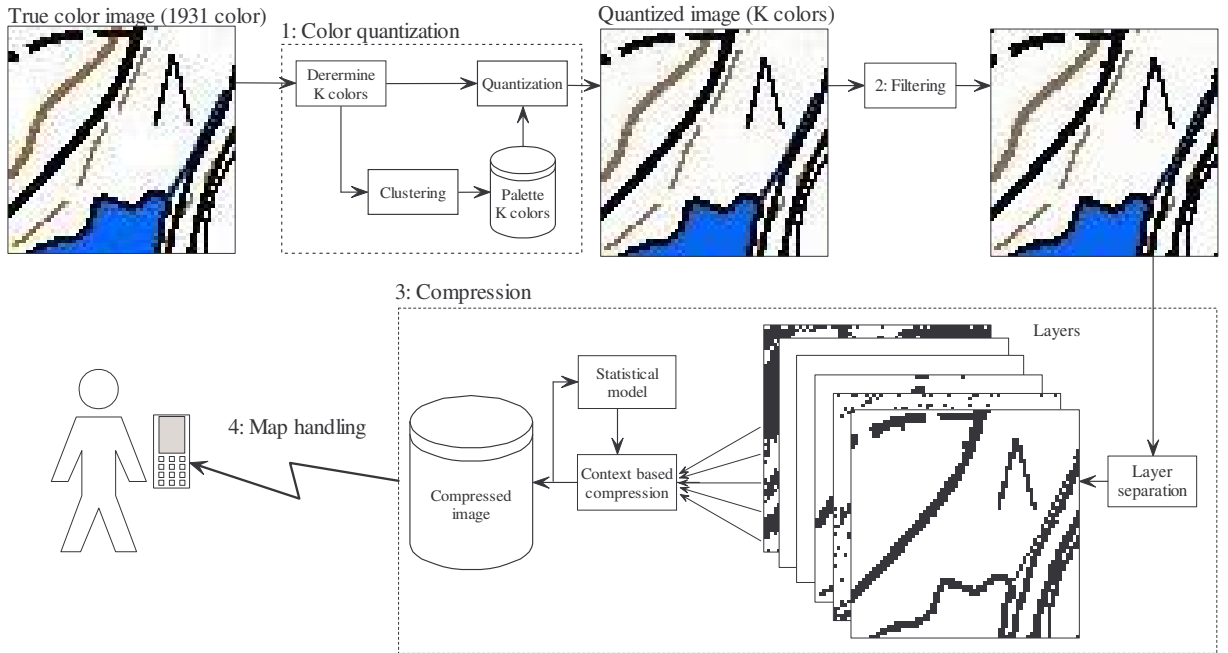 True color image (1931 color)
1: Color quantization
Quantized image (K colors)
Derermine
K colors
Quantization
2: Filtering
Clustering
Palette
K colors
3: Compression
Layers
Statistical
model
4: Map handling
Context based
compression
Compressed
image
Layer
separation